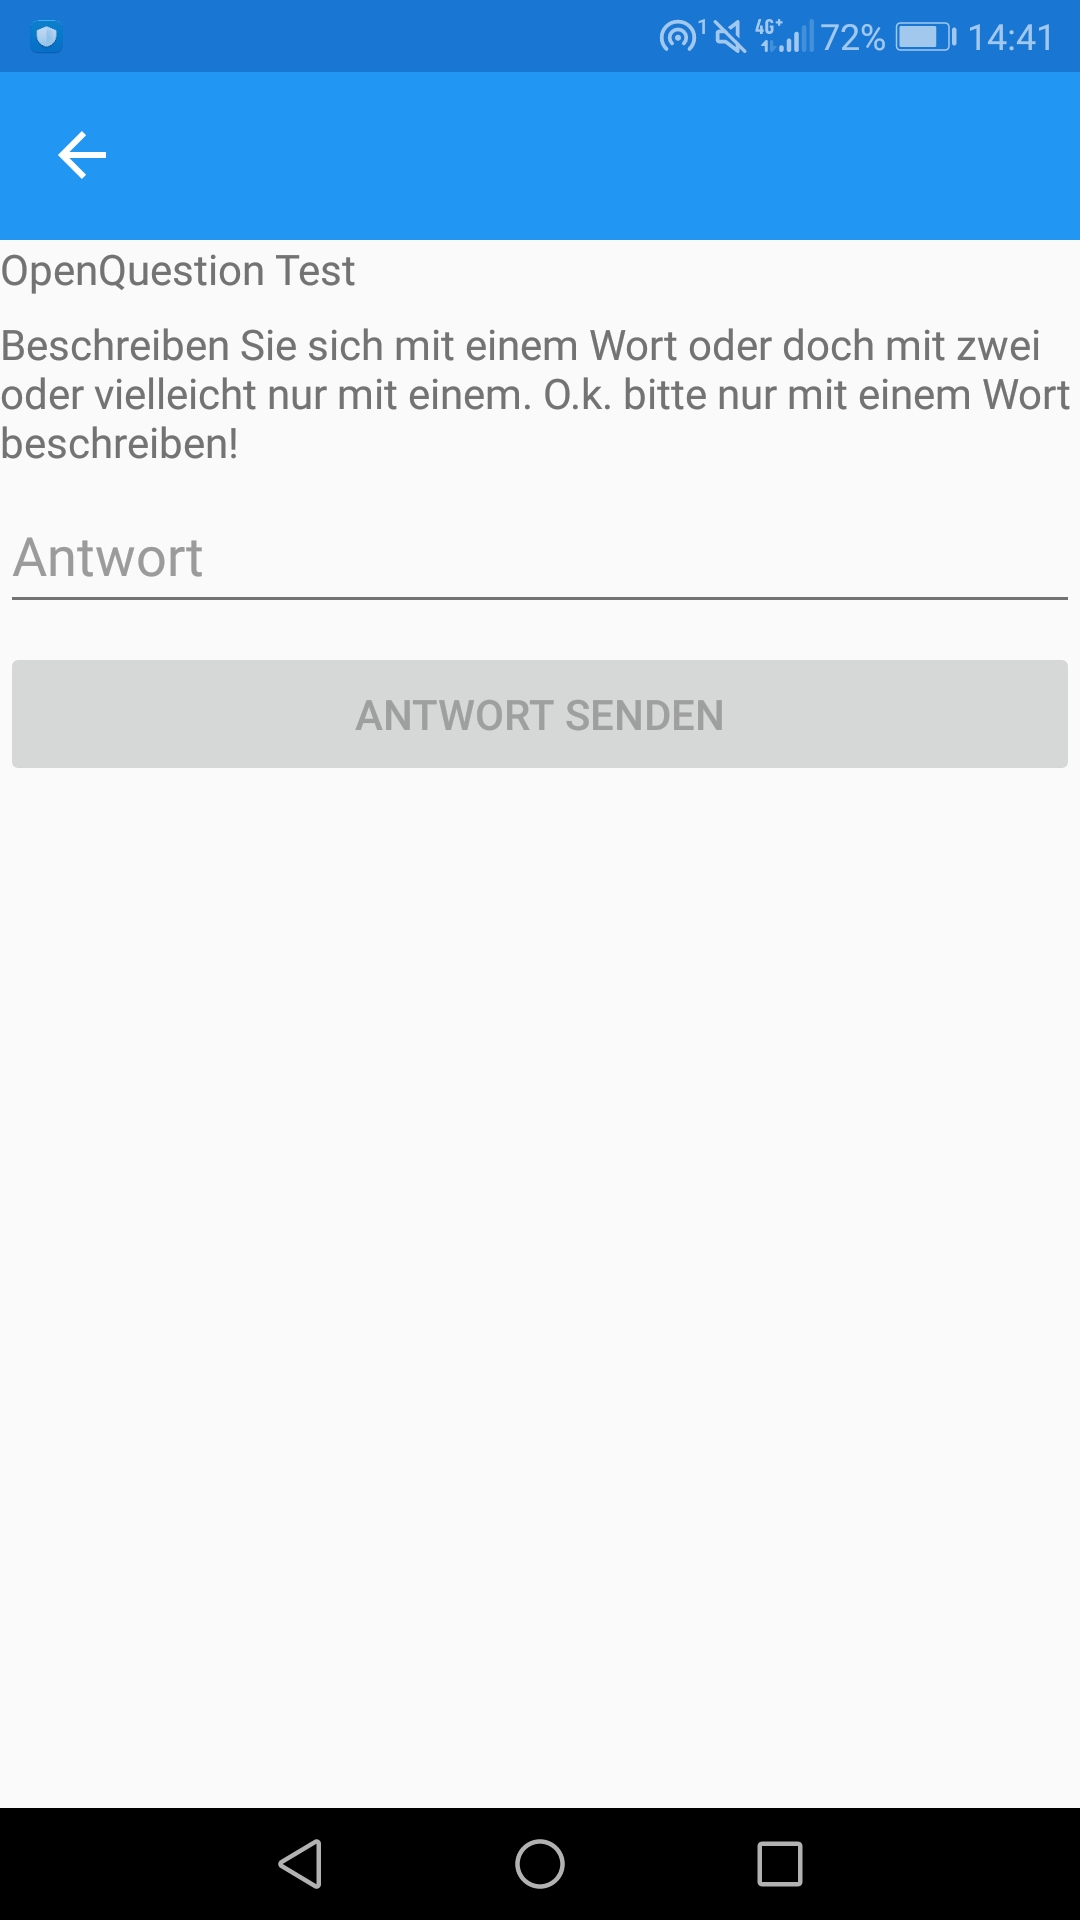 1 4G+ 72% 14:41
OpenQuestion Test
Beschreiben Sie sich mit einem Wort oder doch mit zwei
oder vielleicht nur mit einem. O.k. bitte nur mit einem Wort
beschreiben!
Antwort
ANTWORT SENDEN